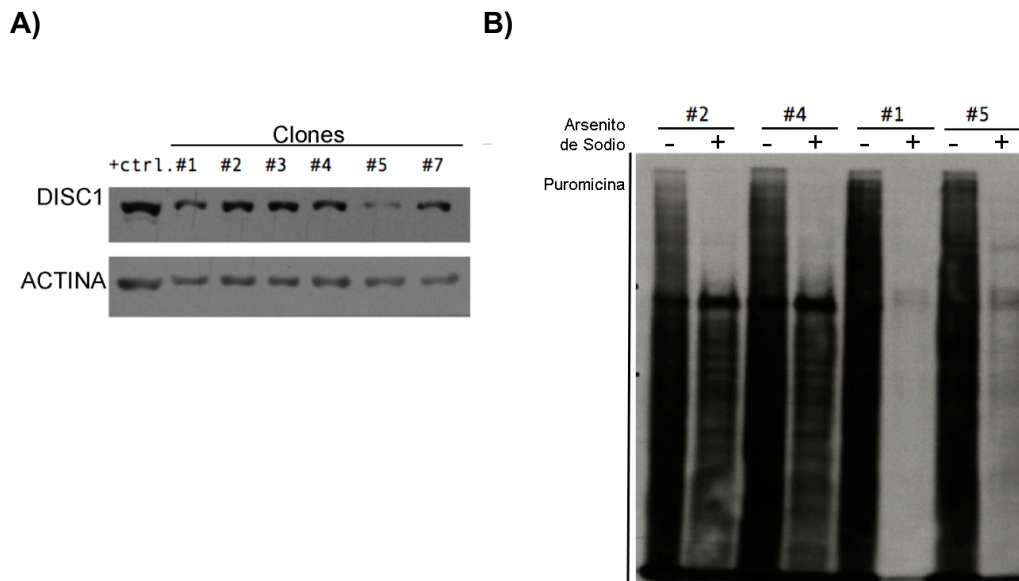 A)
B)
Clones
+ctrl. #1 #2 #3 #4 #5 #7
DISC1
ACTINA
#2 #4 #1 #5
Arsenito
de Sodio
- + - + - + - +
Puromicina